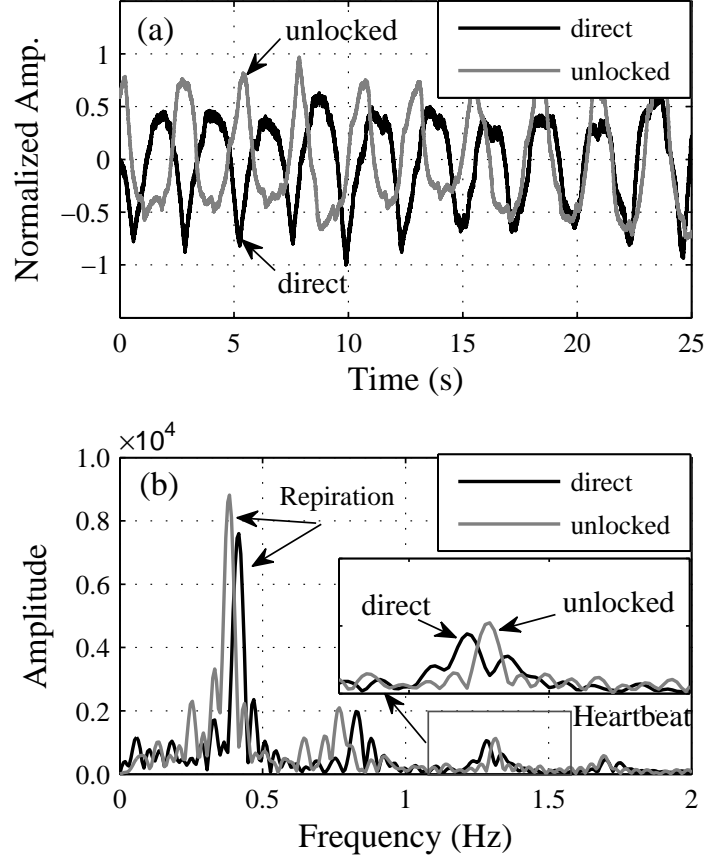 (a)
unlocked
direct
unlocked
direct
Normalized Amp.
1
0.5
0
−0.5
−1
0
5
10
15
20
25
Time (s)
×10⁴
(b)
Repiration
direct
unlocked
direct
unlocked
Heartbeat
Amplitude
1.0
0.8
0.6
0.4
0.2
0.0
0
0.5
1
1.5
2
Frequency (Hz)